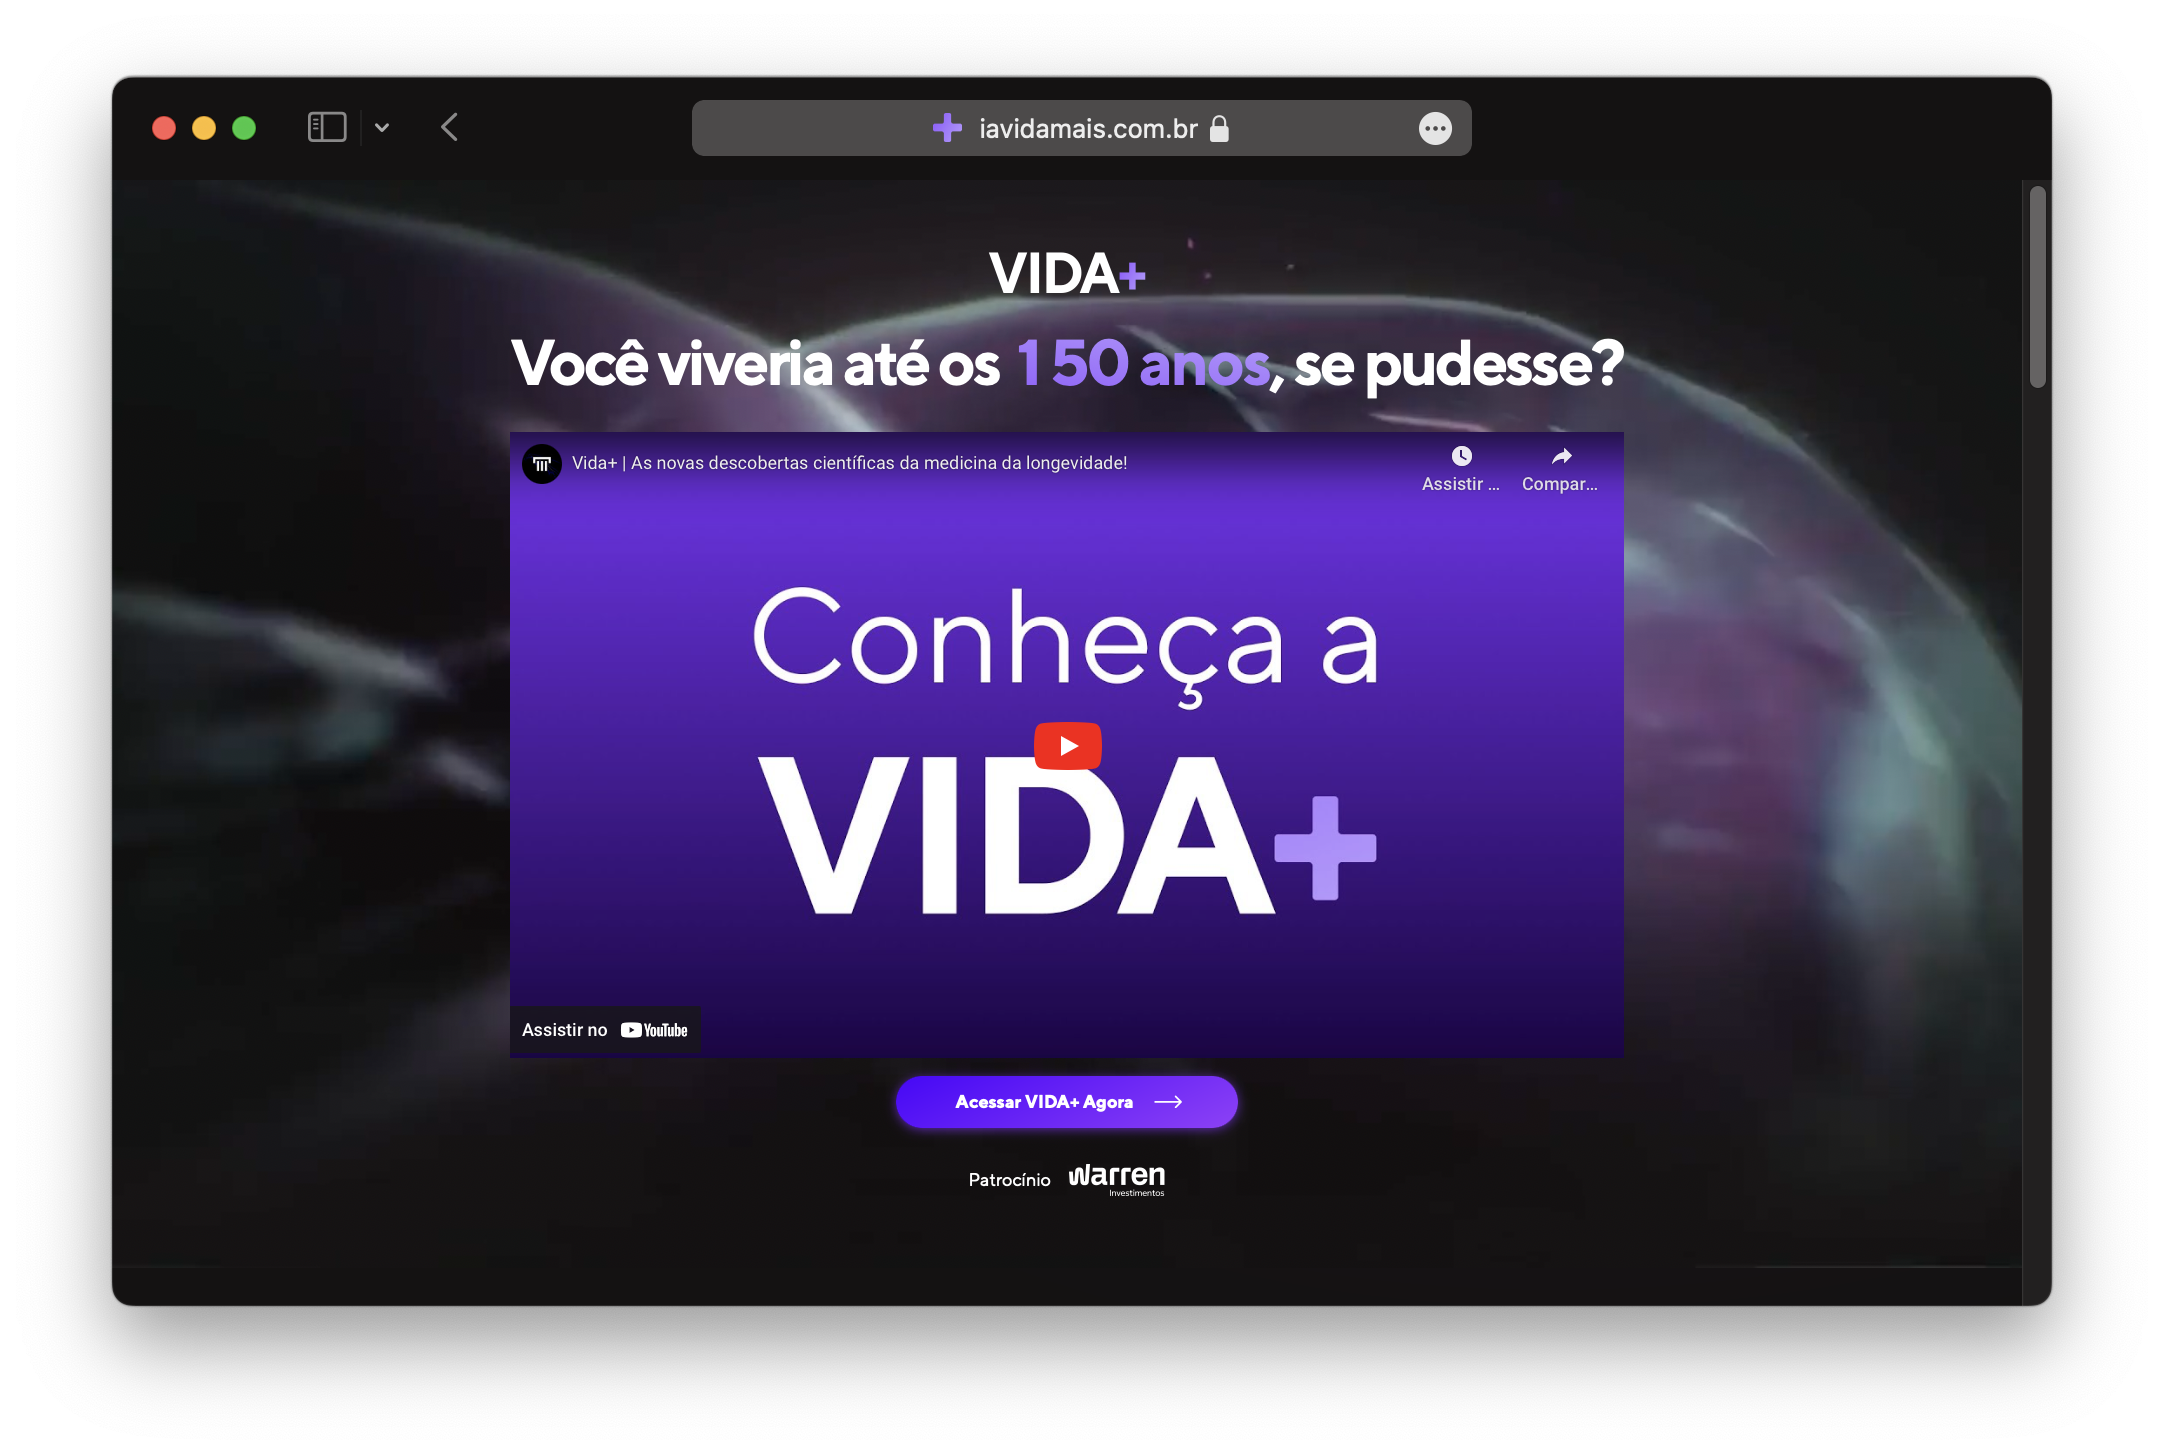 iavidamais.com.br
VIDA+
Você viveria até os 150 anos, se pudesse?
Vida+ | As novas descobertas científicas da medicina da longevidade!
Assistir ...
Compar...
Conheça a
VIDA+
Assistir no YouTube
Acessar VIDA+ Agora
Patrocínio warren
Investimentos